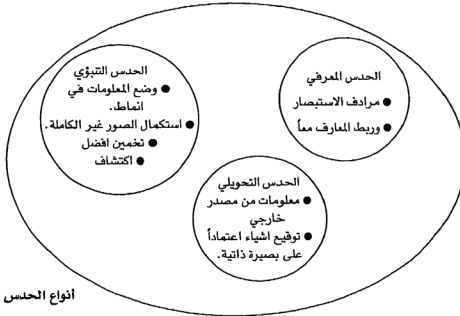 الحدس المعرفي
● مرادف الاستبصار
● وربط المعارف معاً
الحدس التنبؤي
● وضع المعلومات في
انماط.
● استكمال الصور غير الكاملة.
● تخمين افضل
● اكتشاف
الحدس التحويلي
● معلومات من مصدر
خارجي
● توقيع اشياء اعتماداً
على بصيرة ذاتية.
أنواع الحدس